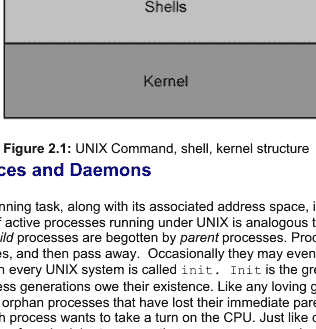 Shells
Kernel
Figure 2.1: UNIX Command, shell, kernel structure
ces and Daemons
nning task, along with its associated address space, i
f active processes running under UNIX is analogous t
ild processes are begotten by parent processes. Proc
es, and then pass away. Occasionally they may even
n every UNIX system is called init. Init is the gre
ess generations owe their existence. Like any loving g
orphan processes that have lost their immediate pare
h process wants to take a turn on the CPU. Just like c